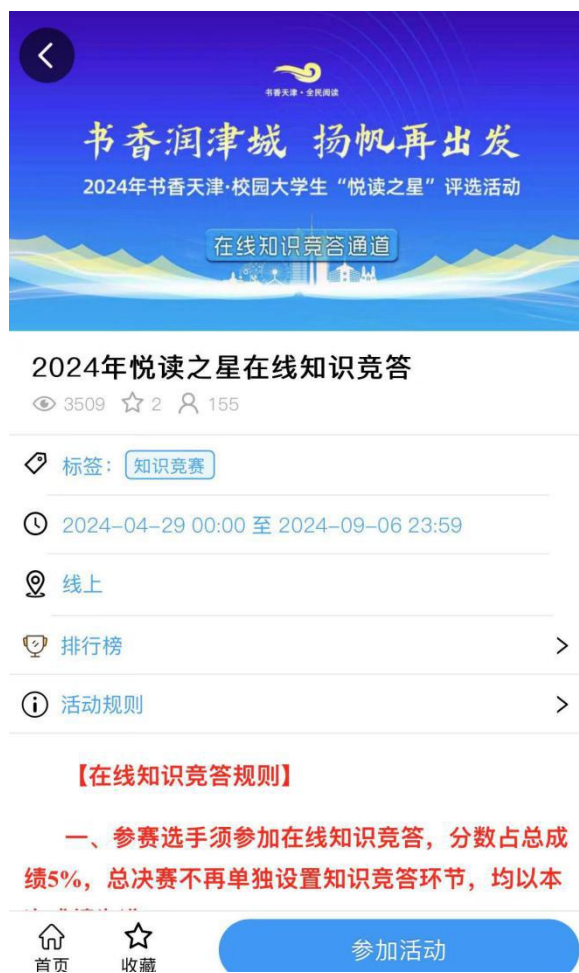 书香天津·全民阅读
书香润津城 扬帆再出发
2024年书香天津·校园大学生“悦读之星”评选活动
在线知识竞答通道
2024年悦读之星在线知识竞答
3509 2 155
标签： 知识竞赛
2024-04-29 00:00 至 2024-09-06 23:59
线上
排行榜
活动规则
【在线知识竞答规则】
一、参赛选手须参加在线知识竞答，分数占总成
绩5%，总决赛不再单独设置知识竞答环节，均以本
首页 收藏 参加活动